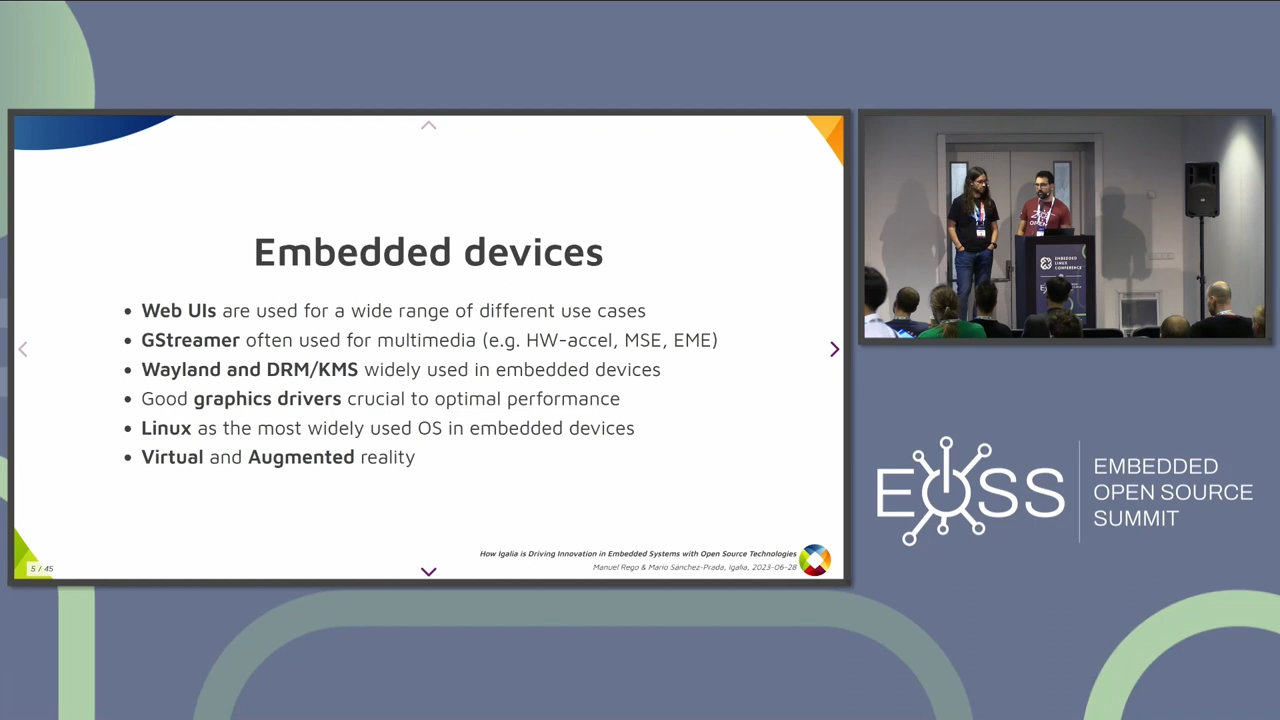 Embedded devices
Web UIs are used for a wide range of different use cases
GStreamer often used for multimedia (e.g. HW-accel, MSE, EME)
Wayland and DRM/KMS widely used in embedded devices
Good graphics drivers crucial to optimal performance
Linux as the most widely used OS in embedded devices
Virtual and Augmented reality
How Igalia is Driving Innovation in Embedded Systems with Open Source Technologies
Manuel Rego & Mario Sánchez-Prada, Igalia, 2023-06-28
5 / 45
EMBEDDED
LINUX
CONFERENCE
EOSS
EMBEDDED
OPEN SOURCE
SUMMIT